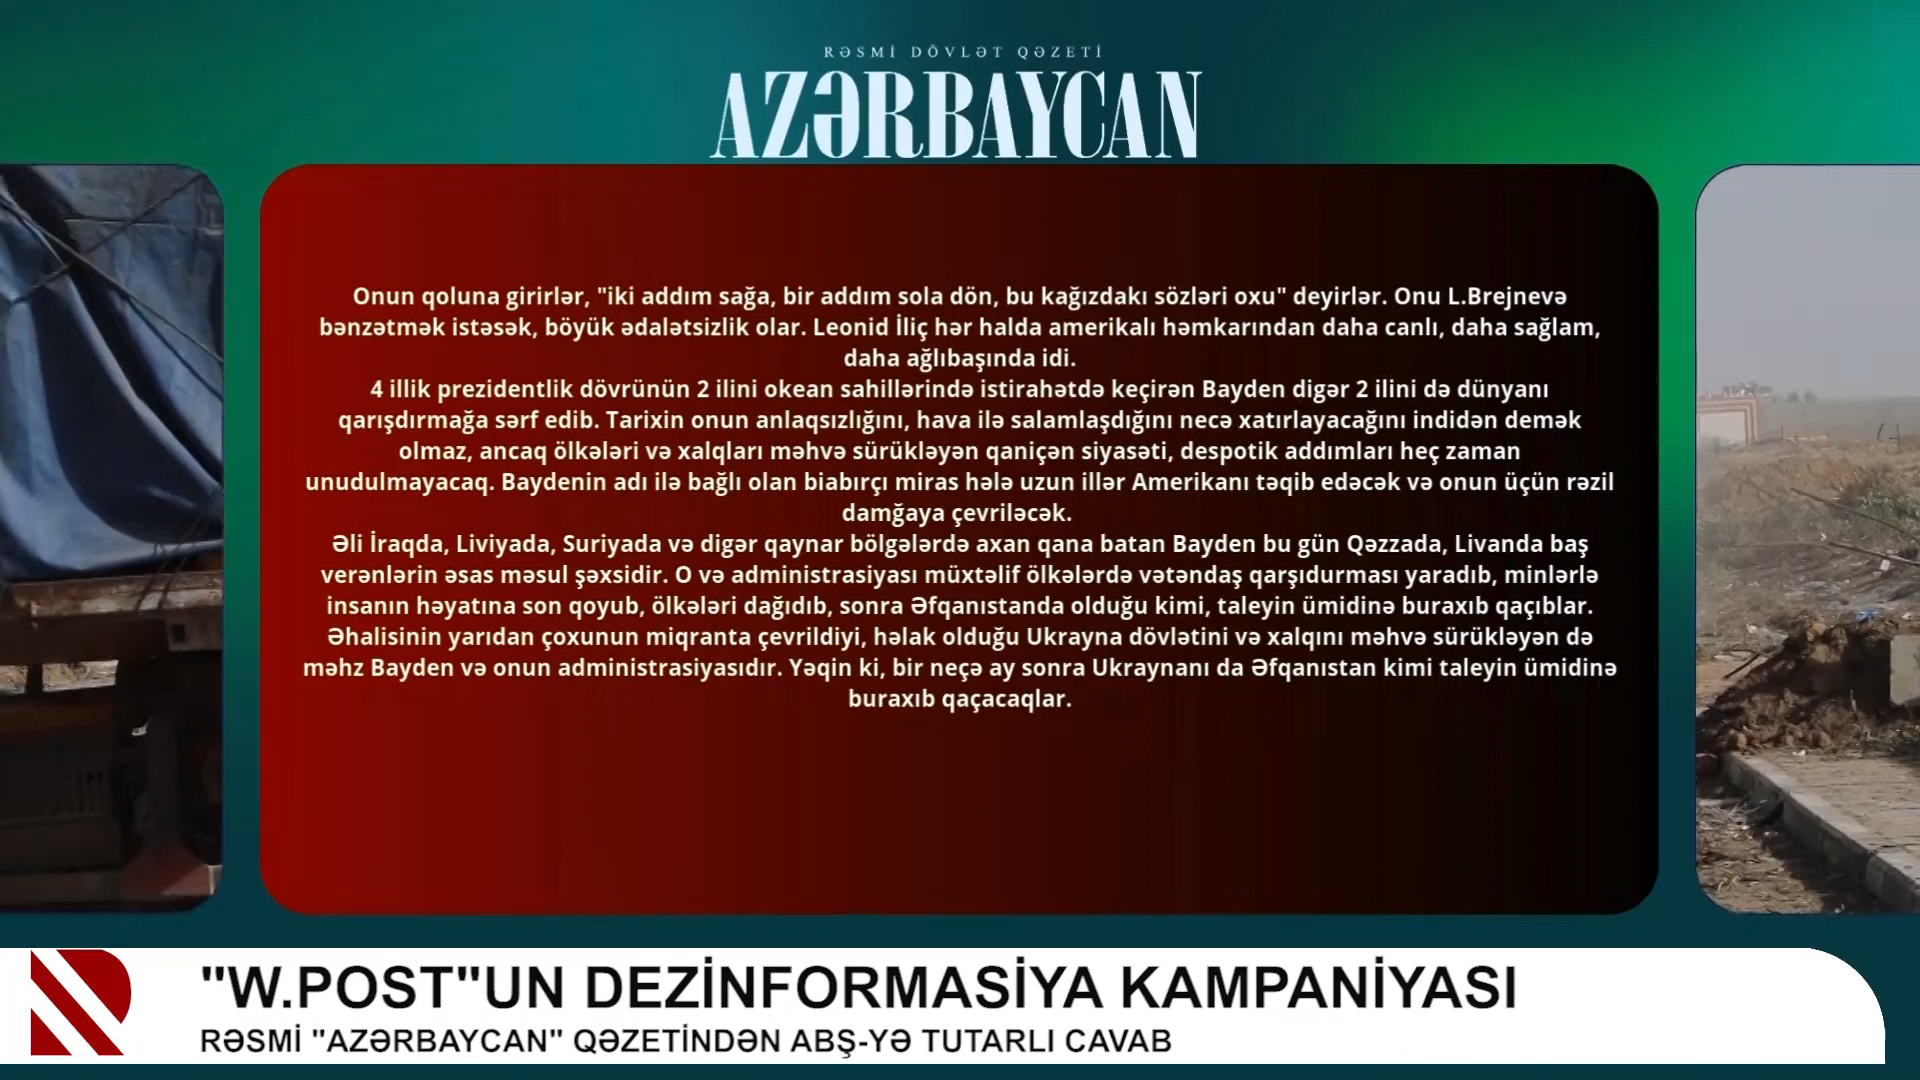 RƏSMİ DÖVLƏT QƏZETİ
AZƏRBAYCAN
Onun qoluna girirlər, "iki addım sağa, bir addım sola dön, bu kağızdakı sözləri oxu" deyirlər. Onu L.Brejnevə
bənzətmək istəsək, böyük ədalətsizlik olar. Leonid İliç hər halda amerikalı həmkarından daha canlı, daha sağlam,
daha ağlıbaşında idi.
4 illik prezidentlik dövrünün 2 ilini okean sahillərində istirahətdə keçirən Bayden digər 2 ilini də dünyanı
qarışdırmağa sərf edib. Tarixin onun anlaqsızlığını, hava ilə salamlaşdığını necə xatırlayacağını indidən demək
olmaz, ancaq ölkələri və xalqları məhvə sürükləyən qaniçən siyasəti, despotik addımları heç zaman
unudulmayacaq. Baydenin adı ilə bağlı olan biabırçı miras hələ uzun illər Amerikanı təqib edəcək və onun üçün rəzil
damğaya çevriləcək.
Əli İraqda, Liviyada, Suriyada və digər qaynar bölgələrdə axan qana batan Bayden bu gün Qəzzada, Livanda baş
verənlərin əsas məsul şəxsidir. O və administrasiyası müxtəlif ölkələrdə vətəndaş qarşıdurması yaradıb, minlərlə
insanın həyatına son qoyub, ölkələri dağıdıb, sonra Əfqanıstanda olduğu kimi, taleyin ümidinə buraxıb qaçıblar.
Əhalisinin yarıdan çoxunun miqranta çevrildiyi, həlak olduğu Ukrayna dövlətini və xalqını məhvə sürükləyən də
məhz Bayden və onun administrasiyasıdır. Yəqin ki, bir neçə ay sonra Ukraynanı da Əfqanıstan kimi taleyin ümidinə
buraxıb qaçacaqlar.
"W.POST"UN DEZİNFORMASİYA KAMPANİYASI
RƏSMİ "AZƏRBAYCAN" QƏZETİNDƏN ABŞ-YƏ TUTARLI CAVAB